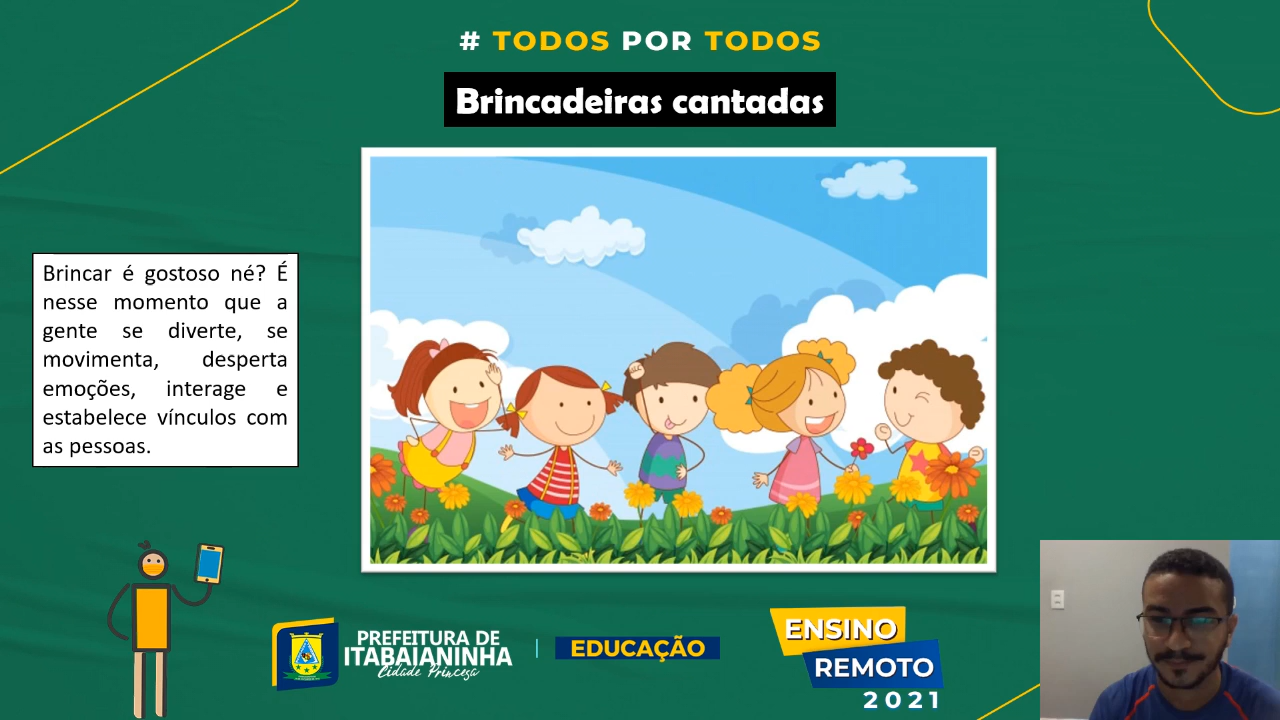 # TODOS POR TODOS
Brincadeiras cantadas
Brincar é gostoso né? É
nesse momento que a
gente se diverte, se
movimenta, desperta
emoções, interage e
estabelece vínculos com
as pessoas.
PREFEITURA DE
ITABAIANINHA
Cidade Princesa
EDUCAÇÃO
ENSINO
REMOTO
2021